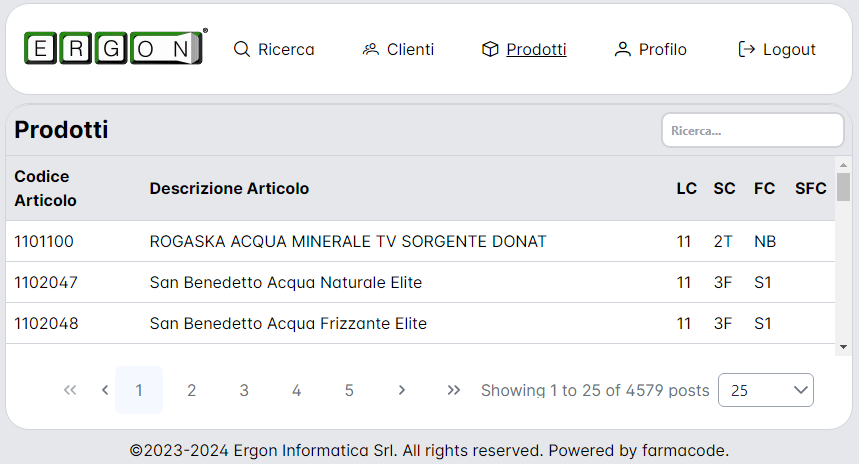 ERGON® Ricerca Clienti Prodotti Profilo Logout
Prodotti Ricerca...
Codice
Articolo Descrizione Articolo LC SC FC SFC
1101100 ROGASKA ACQUA MINERALE TV SORGENTE DONAT 11 2T NB
1102047 San Benedetto Acqua Naturale Elite 11 3F S1
1102048 San Benedetto Acqua Frizzante Elite 11 3F S1
« ‹ 1 2 3 4 5 › » Showing 1 to 25 of 4579 posts 25
©2023-2024 Ergon Informatica Srl. All rights reserved. Powered by farmacode.